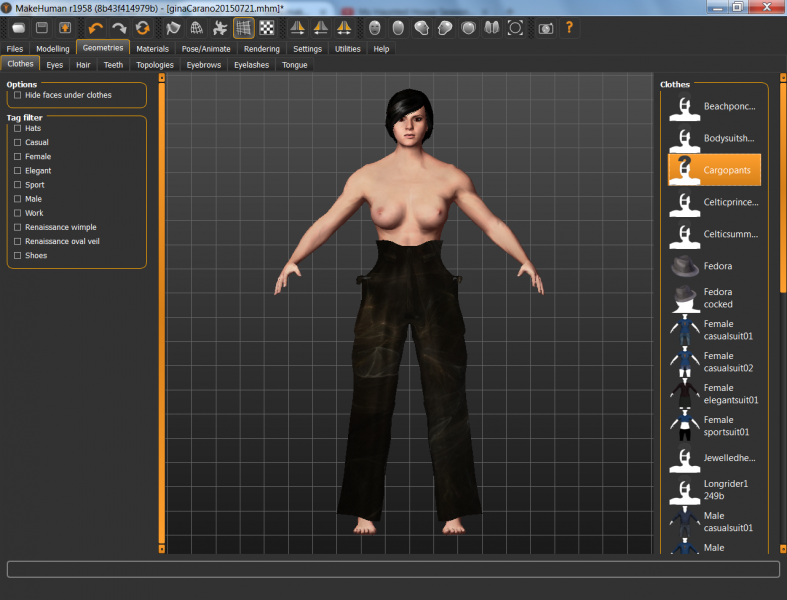 MakeHuman r1958 (8b43f414979b) - [ginaCarano20150721.mhm]*
Files Modelling Geometries Materials Pose/Animate Rendering Settings Utilities Help
Clothes Eyes Hair Teeth Topologies Eyebrows Eyelashes Tongue
Options
Hide faces under clothes
Tag filter
Hats
Casual
Female
Elegant
Sport
Male
Work
Renaissance wimple
Renaissance oval veil
Shoes
Clothes
Beachponc...
Bodysuitsh...
Cargopants
Celticprince...
Celticsumm...
Fedora
Fedora
cocked
Female
casualsuit01
Female
casualsuit02
Female
elegantsuit01
Female
sportsuit01
Jewelledhe...
Longrider1
249b
Male
casualsuit01
Male